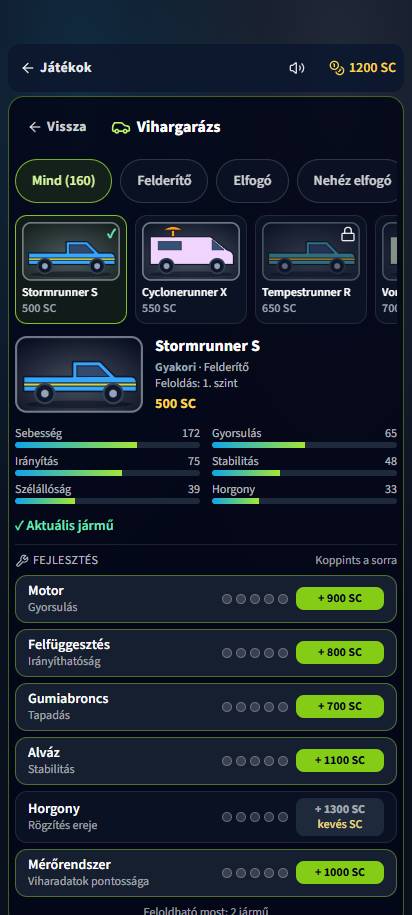 Játékok
1200 SC
Vissza
Vihargarázs
Mind (160)
Felderítő
Elfogó
Nehéz elfogó
Stormrunner S
500 SC
Cyclonerunner X
550 SC
Tempestrunner R
650 SC
Stormrunner S
Gyakori · Felderítő
Feloldás: 1. szint
500 SC
Sebesség 172
Gyorsulás 65
Irányítás 75
Stabilitás 48
Szélállóság 39
Horgony 33
✓ Aktuális jármű
FEJLESZTÉS
Koppints a sorra
Motor
Gyorsulás
+ 900 SC
Felfüggesztés
Irányíthatóság
+ 800 SC
Gumiabroncs
Tapadás
+ 700 SC
Alváz
Stabilitás
+ 1100 SC
Horgony
Rögzítés ereje
+ 1300 SC
kevés SC
Mérőrendszer
Viharadatok pontossága
+ 1000 SC
Feloldható most: 2 jármű